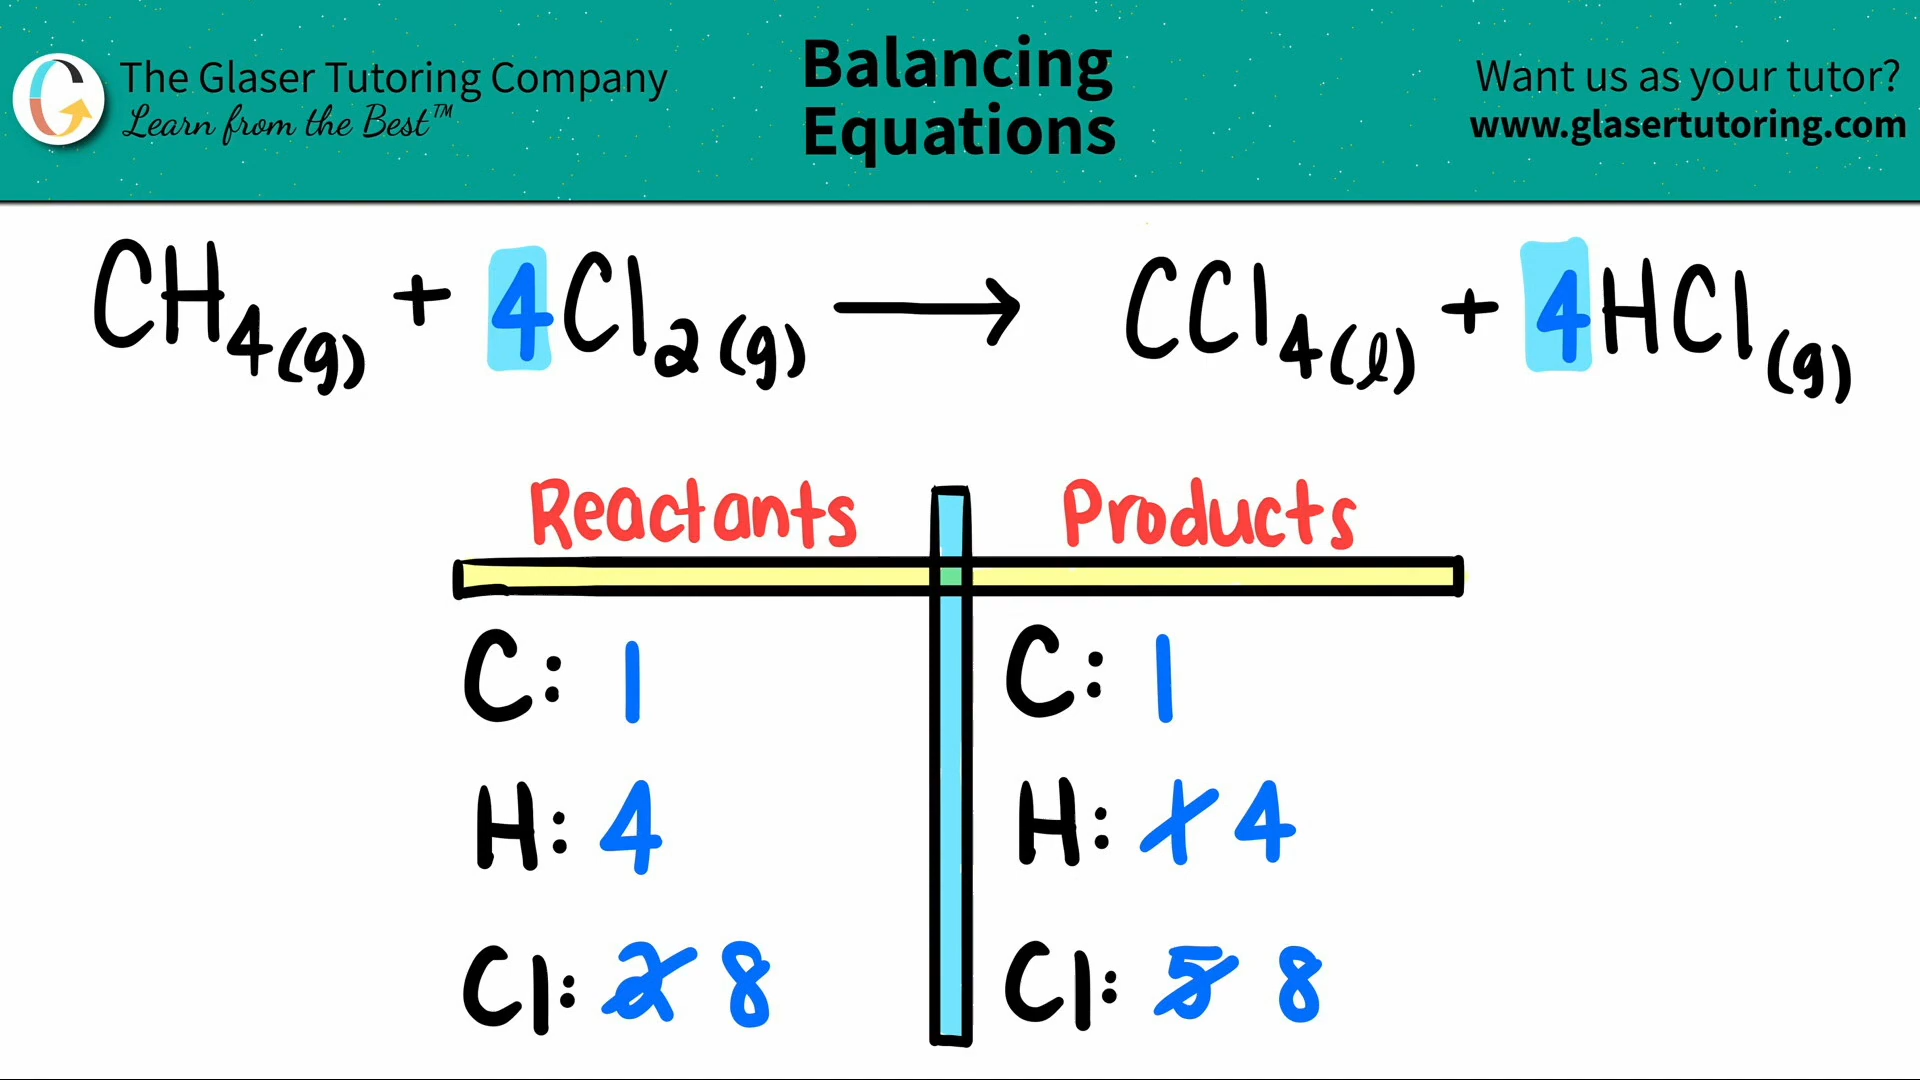 The Glaser Tutoring Company
Learn from the Best™
Balancing
Equations
Want us as your tutor?
www.glasertutoring.com
CH₄(g) + 4Cl₂(g) → CCl₄(l) + 4HCl(g)
Reactants Products
C: 1 C: 1
H: 4 H: 1 4
Cl: 2 8 Cl: 5 8